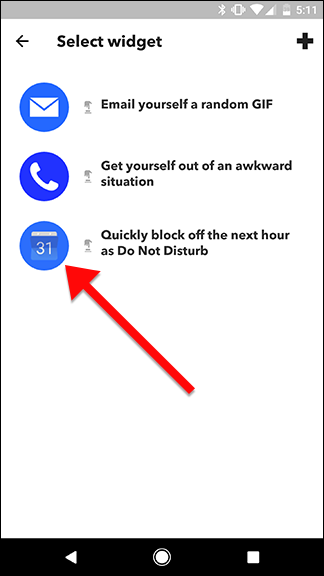 5:11
Select widget
Email yourself a random GIF
Get yourself out of an awkward
situation
31
Quickly block off the next hour
as Do Not Disturb